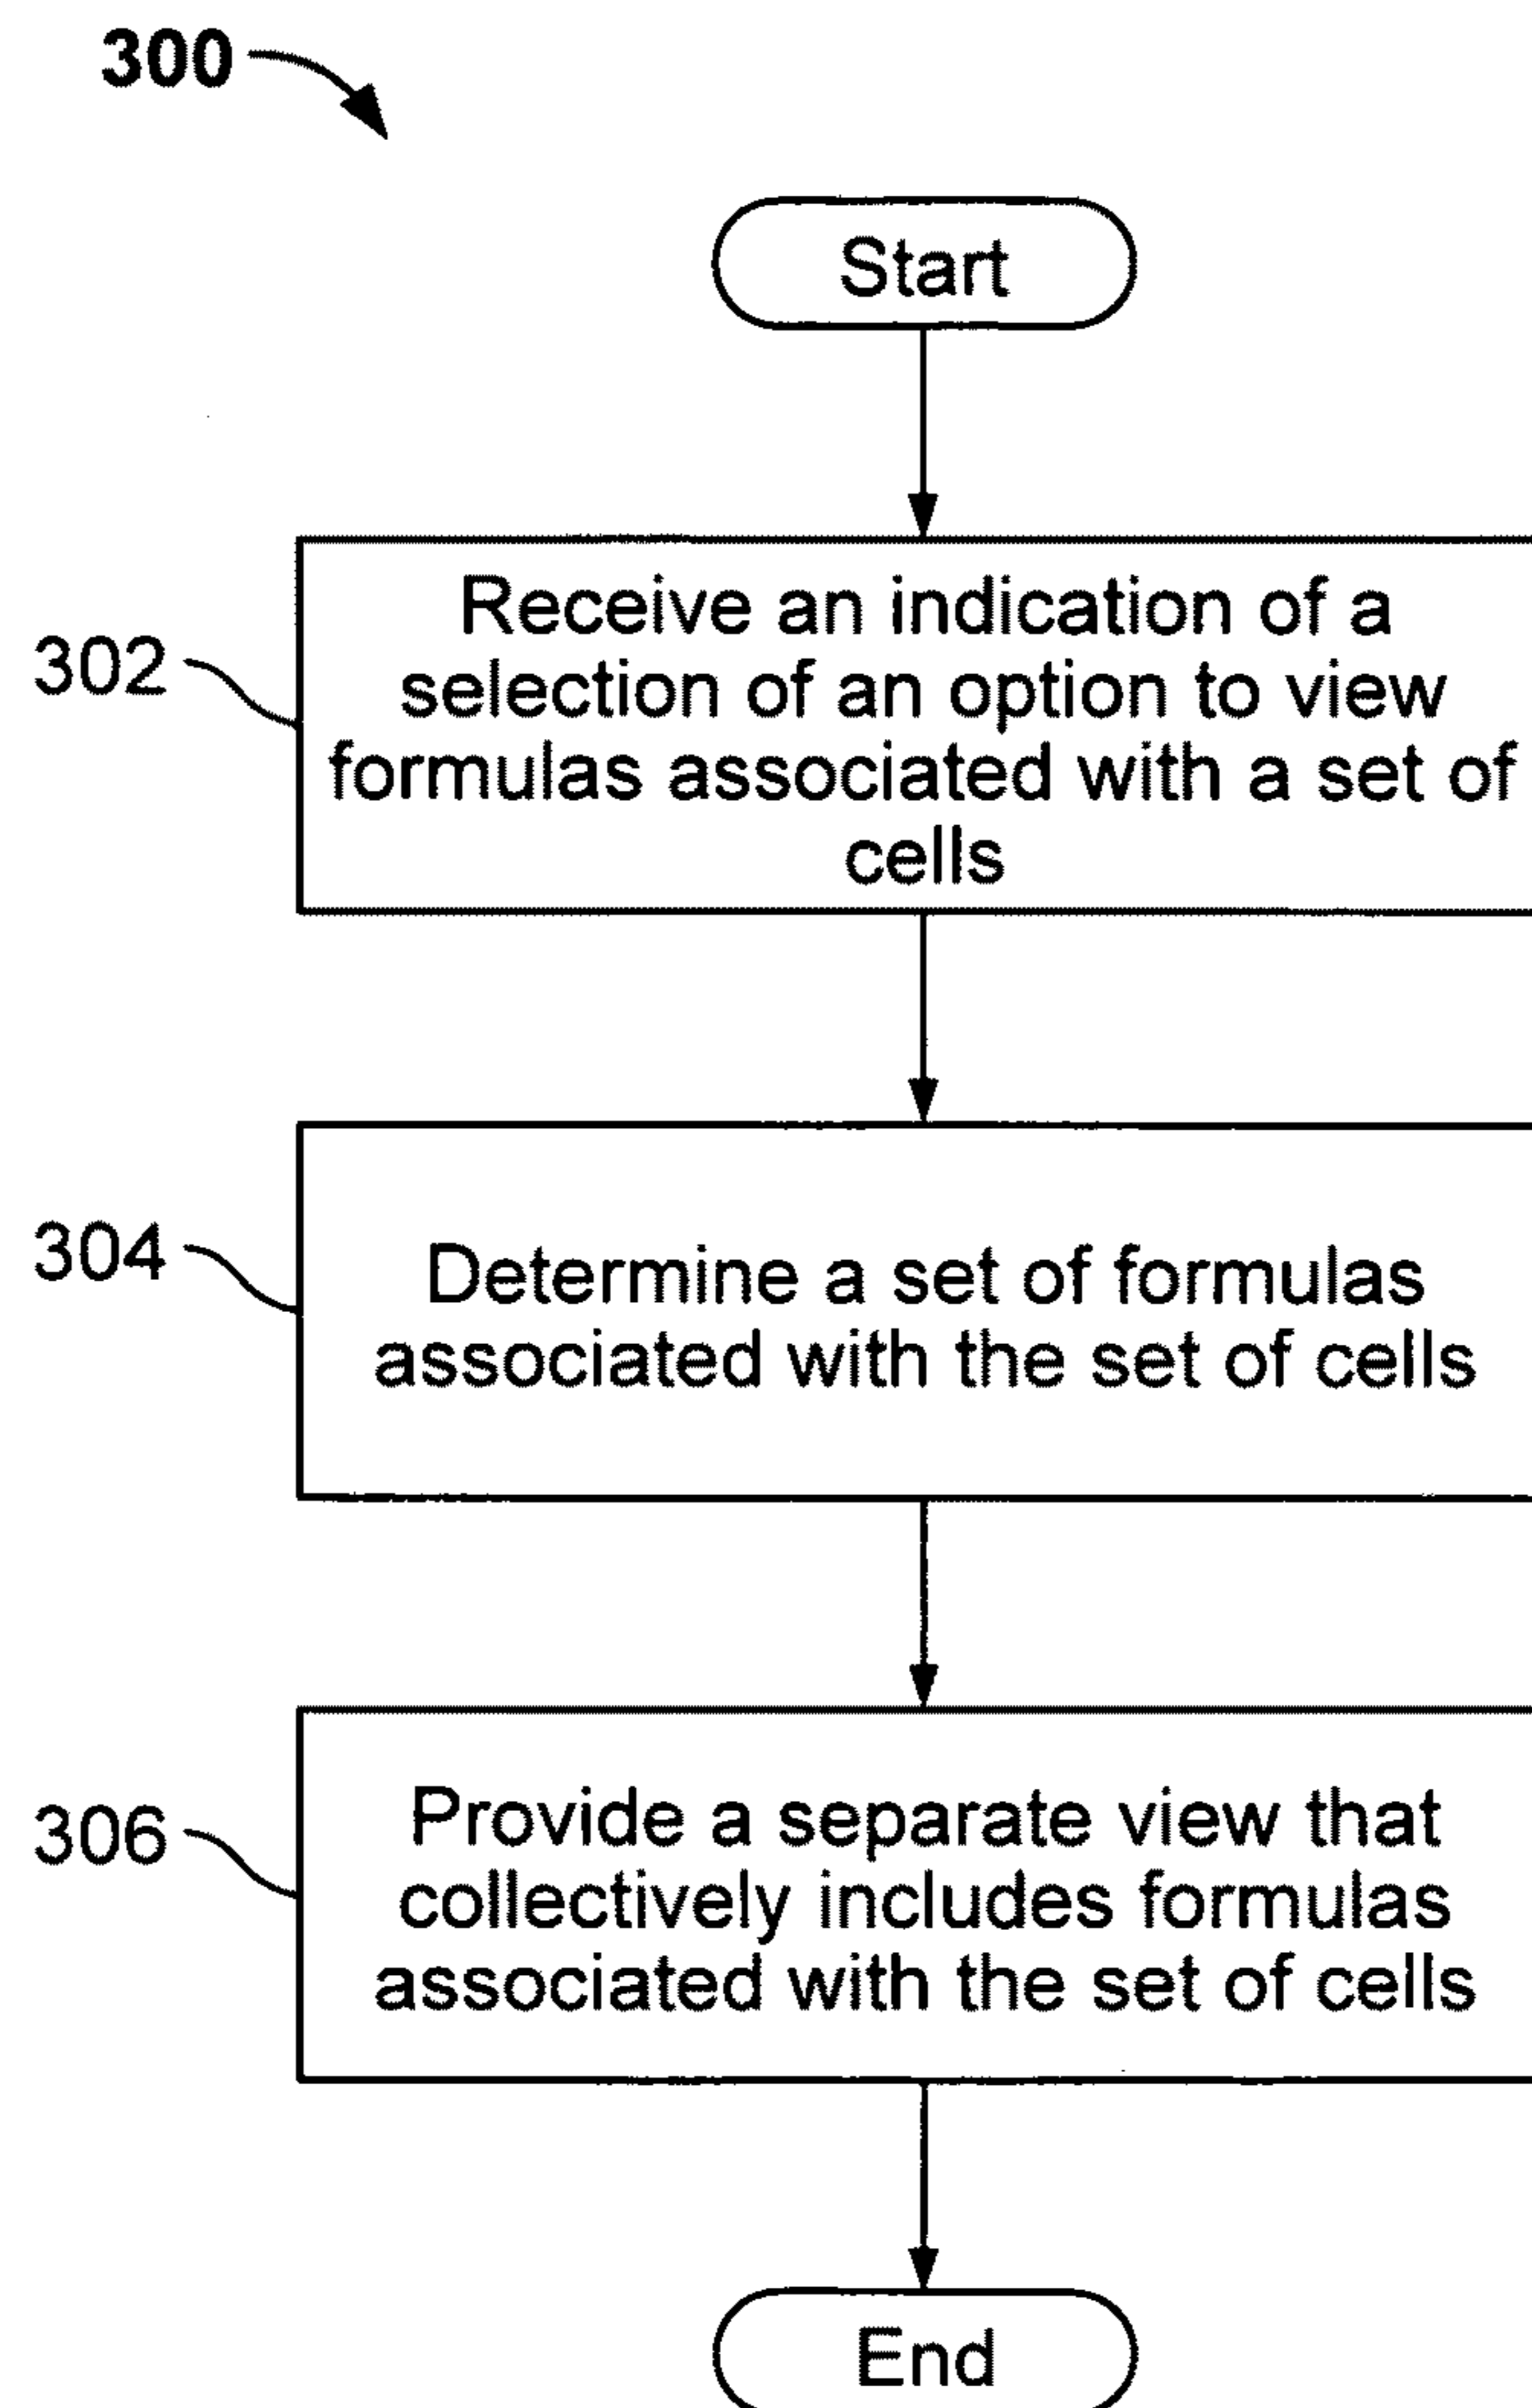 300
Start
302
Receive an indication of a
selection of an option to view
formulas associated with a set of
cells
304
Determine a set of formulas
associated with the set of cells
306
Provide a separate view that
collectively includes formulas
associated with the set of cells
End